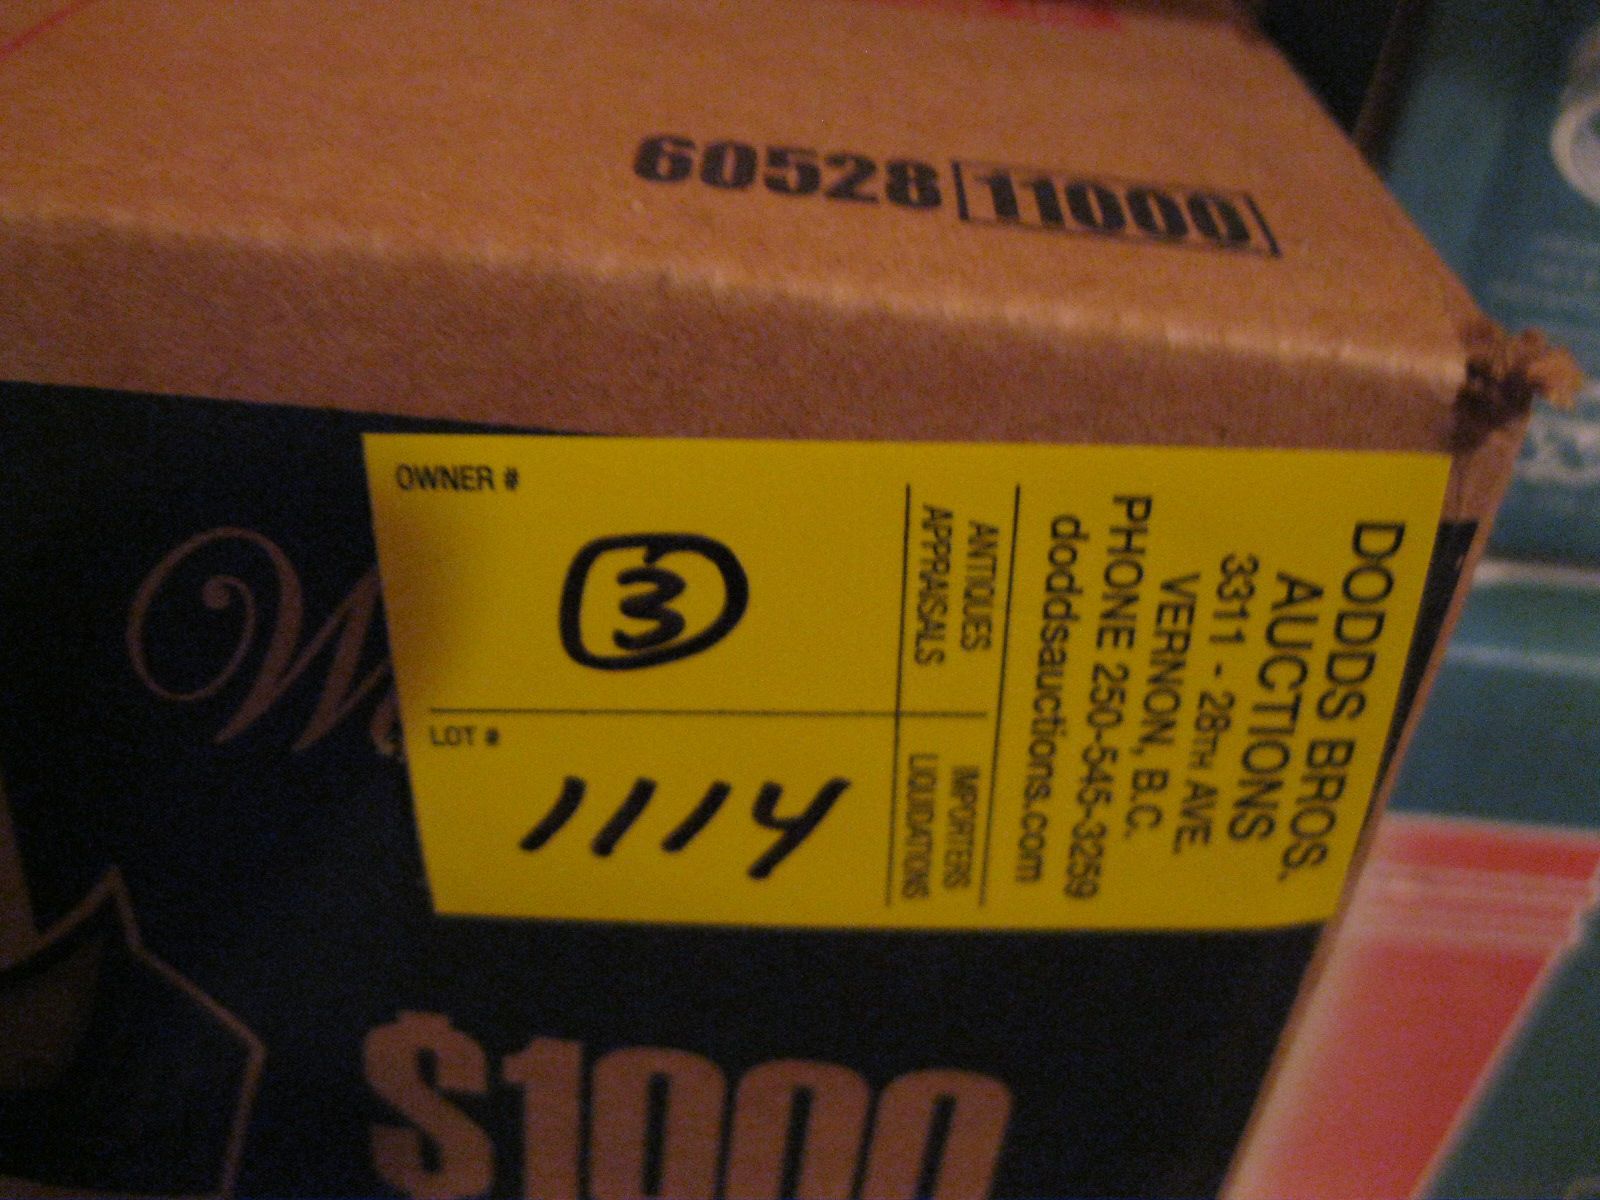 60528 11000
OWNER #
3
LOT #
1114
ANTIQUES IMPORTERS
APPRAISALS LIQUIDATIONS
DODDS BROS.
AUCTIONS
3311 - 28TH AVE.
VERNON, B.C.
PHONE 250-545-3259
doddsauctions.com
$1000